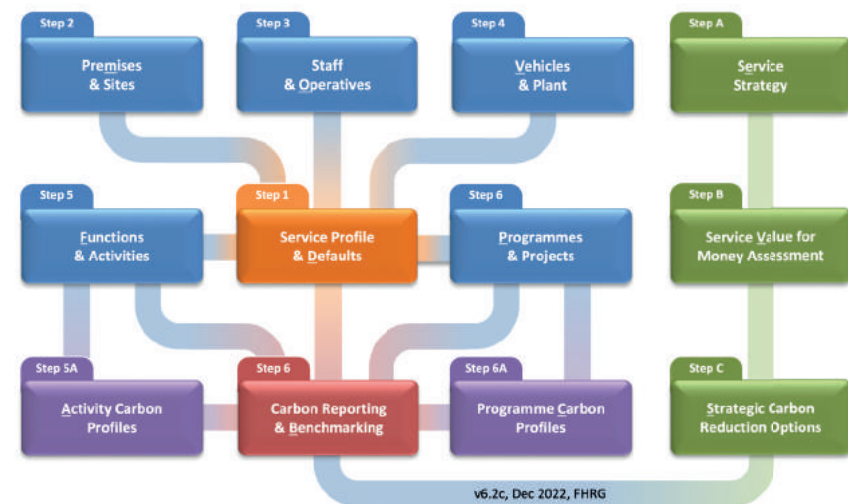 Step 2
Premises
& Sites
Step 3
Staff
& Operatives
Step 4
Vehicles
& Plant
Step A
Service
Strategy
Step 5
Functions
& Activities
Step 1
Service Profile
& Defaults
Step 6
Programmes
& Projects
Step B
Service Value for
Money Assessment
Step 5A
Activity Carbon
Profiles
Step 6
Carbon Reporting
& Benchmarking
Step 6A
Programme Carbon
Profiles
Step C
Strategic Carbon
Reduction Options
v6.2c, Dec 2022, FHRG